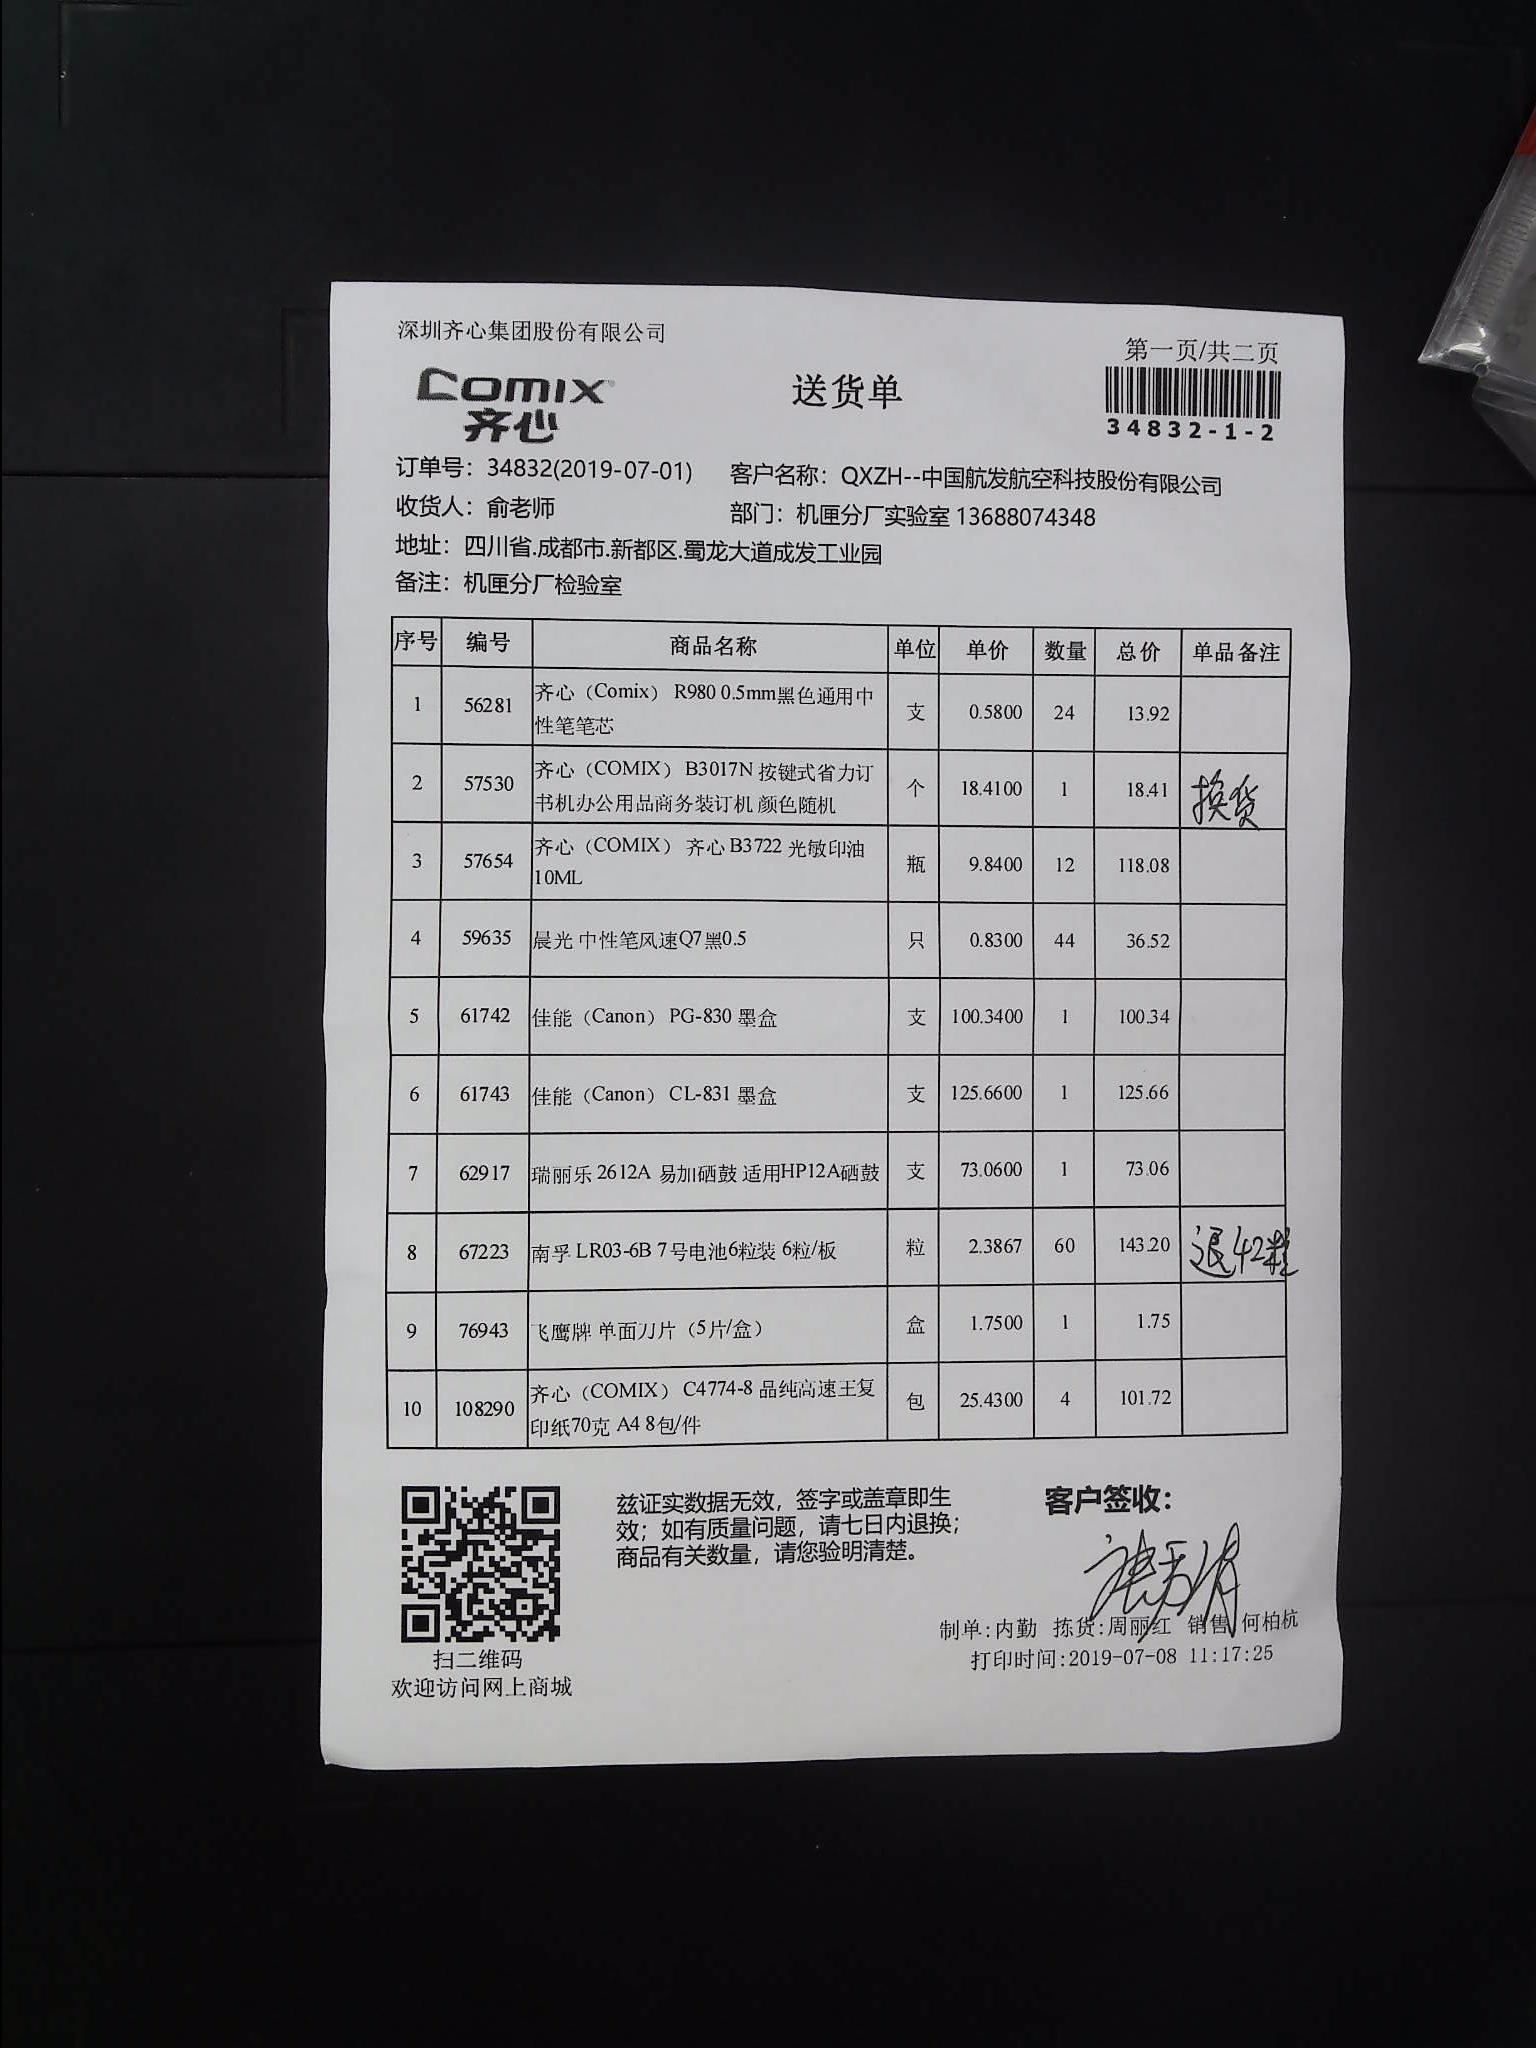 深圳齐心集团股份有限公司
第一页/共二页
COMIX
齐心
送货单
34832-1-2
订单号：34832(2019-07-01) 客户名称：QXZH--中国航发航空科技股份有限公司
收货人：俞老师 部门：机匣分厂实验室 13688074348
地址：四川省.成都市.新都区.蜀龙大道成发工业园
备注：机匣分厂检验室
序号 编号 商品名称 单位 单价 数量 总价 单品备注
1 56281 齐心（Comix） R980 0.5mm黑色通用中 支 0.5800 24 13.92
性笔笔芯
2 57530 齐心（COMIX） B3017N 按键式省力订 个 18.4100 1 18.41 换货
书机办公用品商务装订机 颜色随机
3 57654 齐心（COMIX） 齐心 B3722 光敏印油 瓶 9.8400 12 118.08
10ML
4 59635 晨光 中性笔风速Q7黑0.5 只 0.8300 44 36.52
5 61742 佳能（Canon） PG-830 墨盒 支 100.3400 1 100.34
6 61743 佳能（Canon） CL-831 墨盒 支 125.6600 1 125.66
7 62917 瑞丽乐 2612A 易加硒鼓 适用HP12A硒鼓 支 73.0600 1 73.06
8 67223 南孚 LR03-6B 7号电池6粒装 6粒/板 粒 2.3867 60 143.20 退42粒
9 76943 飞鹰牌 单面刀片（5片/盒） 盒 1.7500 1 1.75
10 108290 齐心（COMIX） C4774-8 品纯高速王复 包 25.4300 4 101.72
印纸70克 A4 8包/件
兹证实数据无效，签字或盖章即生
效；如有质量问题，请七日内退换；
商品有关数量，请您验明清楚。
客户签收：
制单:内勤 拣货:周丽红 销售 何柏杭
打印时间:2019-07-08 11:17:25
扫二维码
欢迎访问网上商城